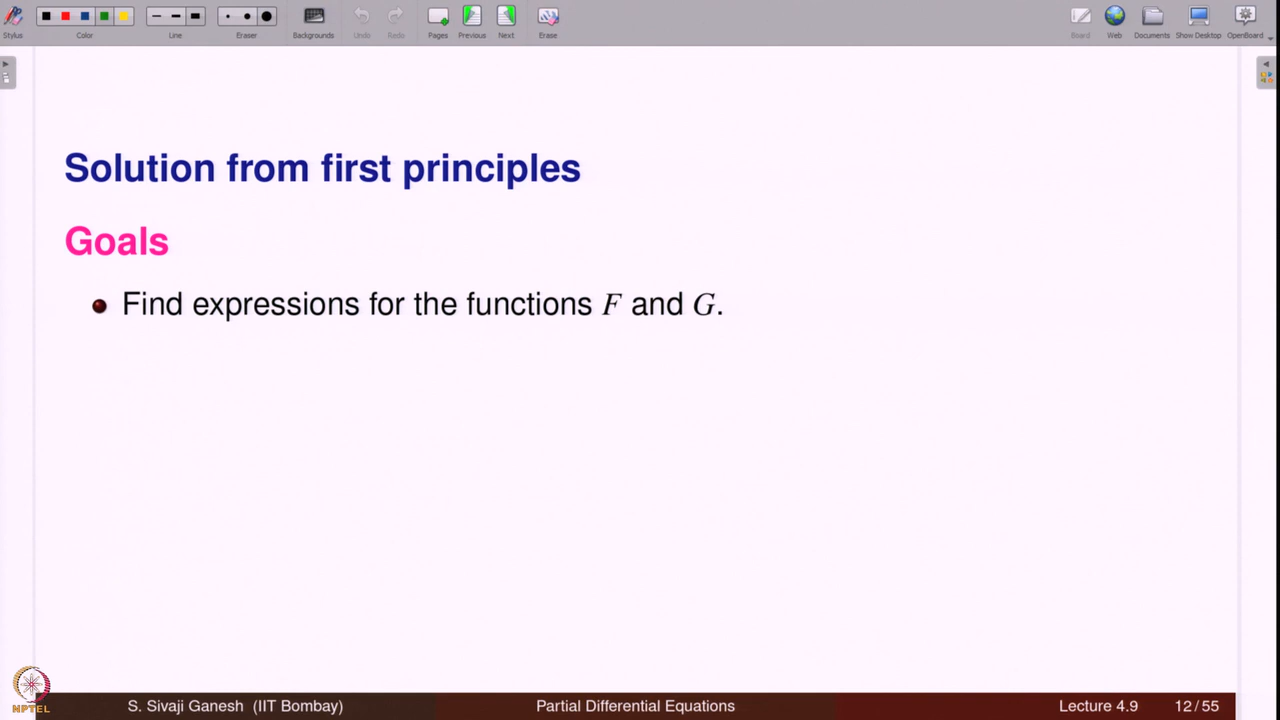 Stylus
Color
Line
Eraser
Backgrounds
Undo
Redo
Pages
Previous
Next
Erase
Board
Web
Documents
Show Desktop
OpenBoard
Solution from first principles
Goals
Find expressions for the functions F and G.
NPTEL
S. Sivaji Ganesh (IIT Bombay)
Partial Differential Equations
Lecture 4.9
12 / 55